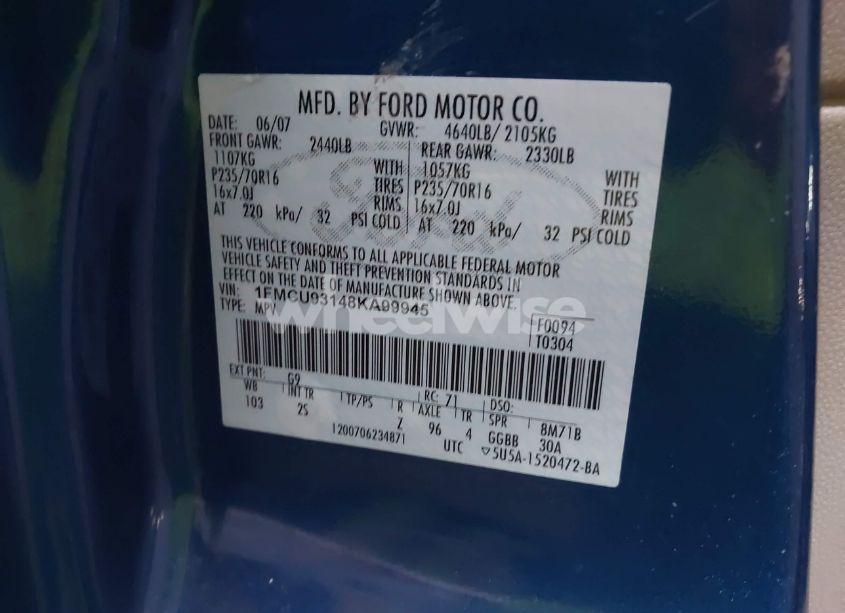 MFD. BY FORD MOTOR CO.
DATE: 06/07 GVWR: 4640LB/ 2105KG
FRONT GAWR: 2440LB REAR GAWR: 2330LB
1107KG WITH 1057KG WITH
P235/70R16 TIRES P235/70R16 TIRES
16x7.0J RIMS 16x7.0J RIMS
AT 220 kPa/ 32 PSI COLD AT 220 kPa/ 32 PSI COLD
Ford
THIS VEHICLE CONFORMS TO ALL APPLICABLE FEDERAL MOTOR
VEHICLE SAFETY AND THEFT PREVENTION STANDARDS IN
EFFECT ON THE DATE OF MANUFACTURE SHOWN ABOVE.
VIN: 1FMCU93148KA99945
TYPE: MPV
wheelwise
F0094
T0304
EXT PNT: G9 RC: 71 DSO:
WB INT TR TP/PS R AXLE TR SPR 8M71B
103 2S Z 96 4 GGBB 30A
1200706234871 UTC ▽5U5A-1520472-BA